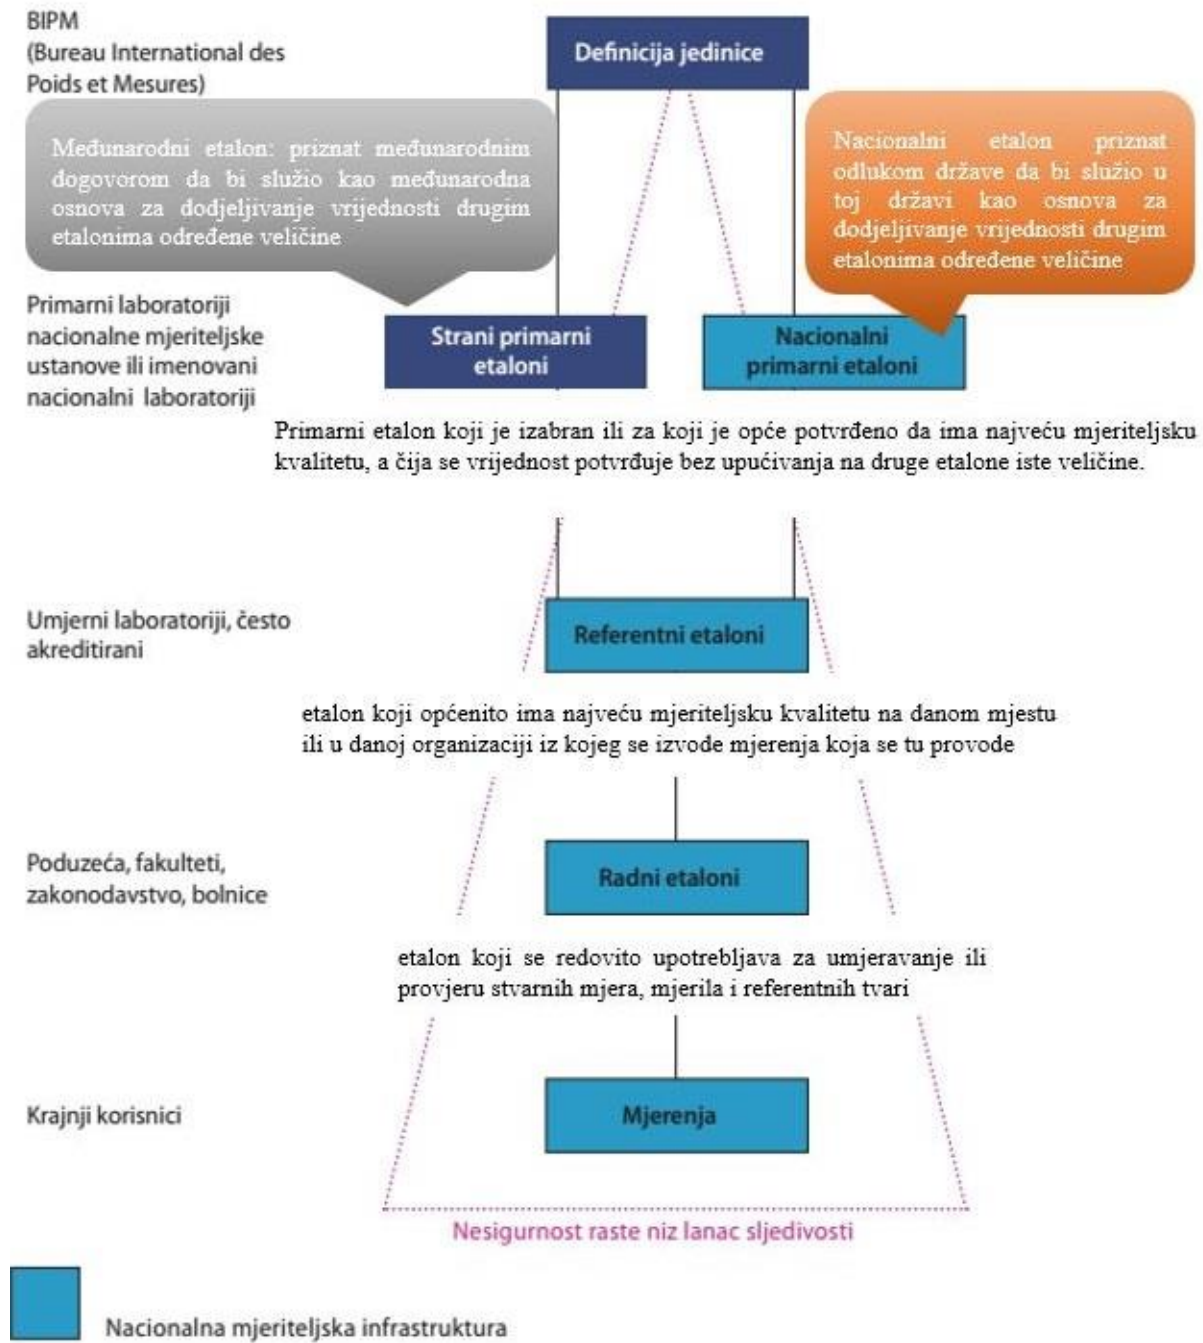 BIPM
(Bureau International des
Poids et Mesures)
Definicija jedinice
Međunarodni etalon: priznat međunarodnim
dogovorom da bi služio kao međunarodna
osnova za dodjeljivanje vrijednosti drugim
etalonima određene veličine
Nacionalni etalon priznat
odlukom države da bi služio u
toj državi kao osnova za
dodjeljivanje vrijednosti drugim
etalonima određene veličine
Primarni laboratoriji
nacionalne mjeriteljske
ustanove ili imenovani
nacionalni laboratoriji
Strani primarni
etaloni
Nacionalni
primarni etaloni
Primarni etalon koji je izabran ili za koji je opće potvrđeno da ima najveću mjeriteljsku
kvalitetu, a čija se vrijednost potvrđuje bez upućivanja na druge etalone iste veličine.
Umjerni laboratoriji, često
akreditirani
Referentni etaloni
etalon koji općenito ima najveću mjeriteljsku kvalitetu na danom mjestu
ili u danoj organizaciji iz kojeg se izvode mjerenja koja se tu provode
Poduzeća, fakulteti,
zakonodavstvo, bolnice
Radni etaloni
etalon koji se redovito upotrebljava za umjeravanje ili
provjeru stvarnih mjera, mjerila i referentnih tvari
Krajnji korisnici
Mjerenja
Nesigurnost raste niz lanac sljedivosti
Nacionalna mjeriteljska infrastruktura